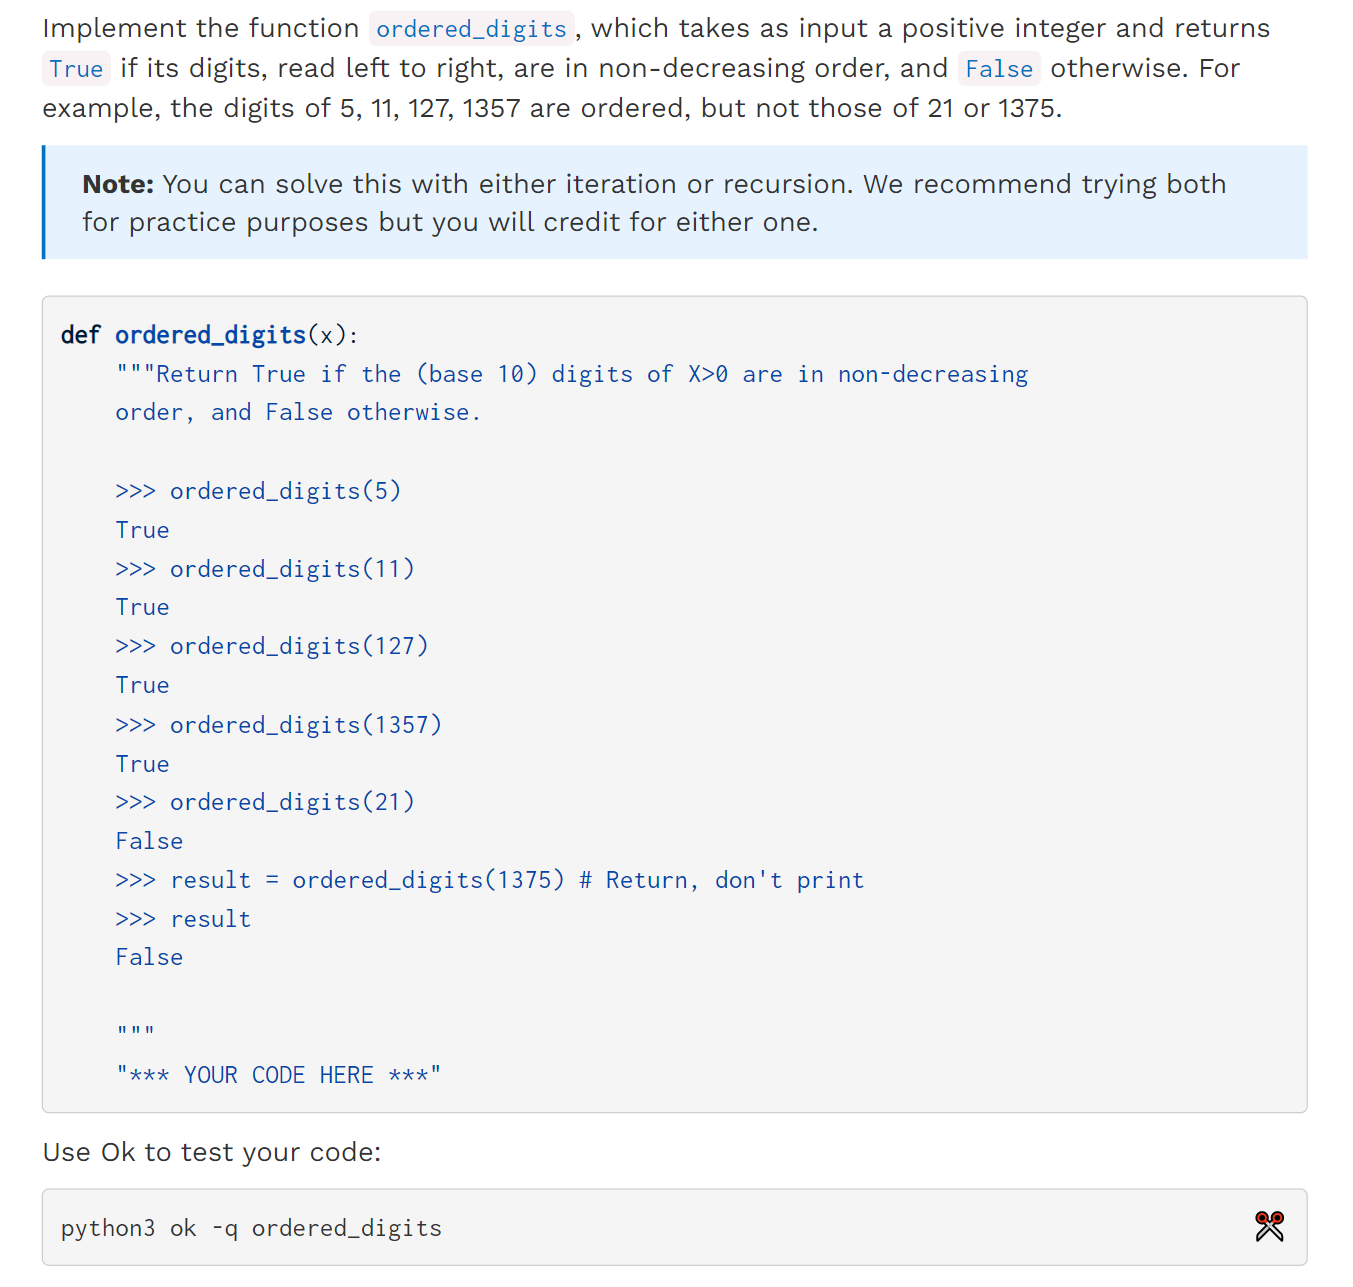 Implement the function ordered_digits, which takes as input a positive integer and returns
True if its digits, read left to right, are in non-decreasing order, and False otherwise. For
example, the digits of 5, 11, 127, 1357 are ordered, but not those of 21 or 1375.
Note: You can solve this with either iteration or recursion. We recommend trying both
for practice purposes but you will credit for either one.
def ordered_digits(x):
    """Return True if the (base 10) digits of X>0 are in non-decreasing
    order, and False otherwise.
    >>> ordered_digits(5)
    True
    >>> ordered_digits(11)
    True
    >>> ordered_digits(127)
    True
    >>> ordered_digits(1357)
    True
    >>> ordered_digits(21)
    False
    >>> result = ordered_digits(1375) # Return, don't print
    >>> result
    False
    """
    "*** YOUR CODE HERE ***"
Use Ok to test your code:
python3 ok -q ordered_digits